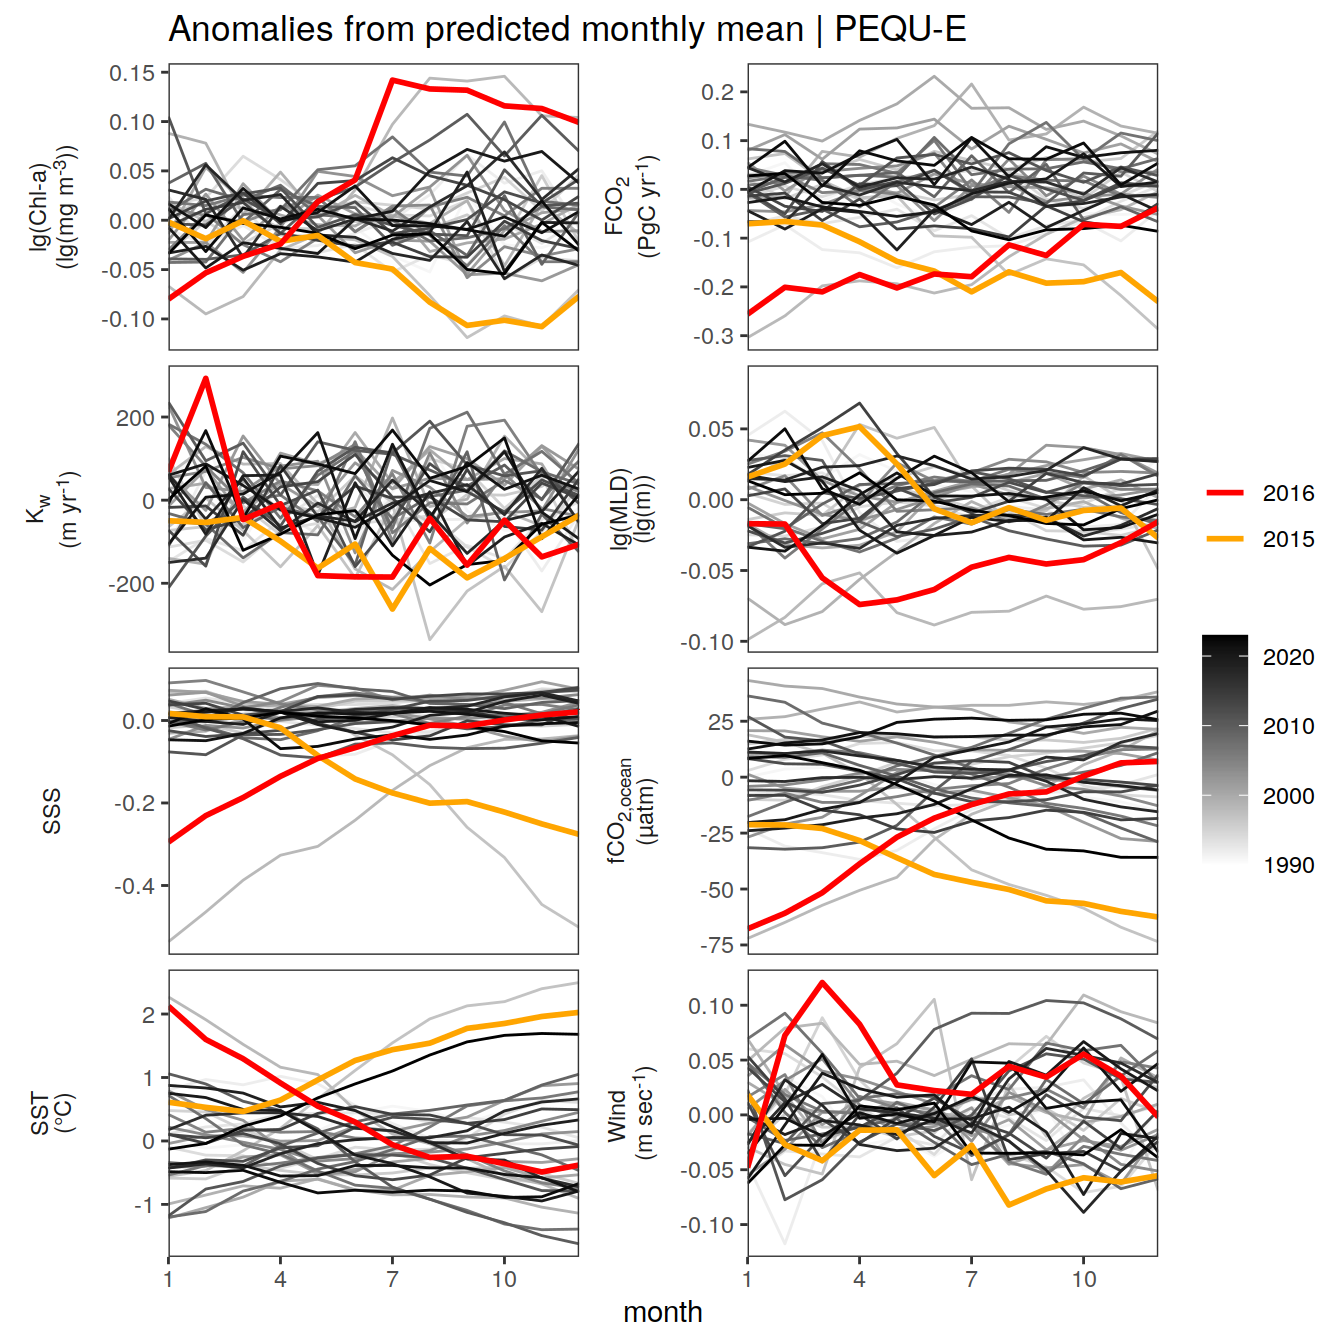 Anomalies from predicted monthly mean | PEQU-E
lg(Chl-a)
(lg(mg m⁻³))
0.15
0.10
0.05
0.00
-0.05
-0.10
FCO₂
(PgC yr⁻¹)
0.2
0.1
0.0
-0.1
-0.2
-0.3
K_w
(m yr⁻¹)
200
0
-200
lg(MLD)
(lg(m))
0.05
0.00
-0.05
-0.10
SSS
0.0
-0.2
-0.4
fCO₂,ocean
(µatm)
25
0
-25
-50
-75
SST
(°C)
2
1
0
-1
Wind
(m sec⁻¹)
0.10
0.05
0.00
-0.05
-0.10
1 4 7 10
1 4 7 10
month
2016
2015
2020
2010
2000
1990